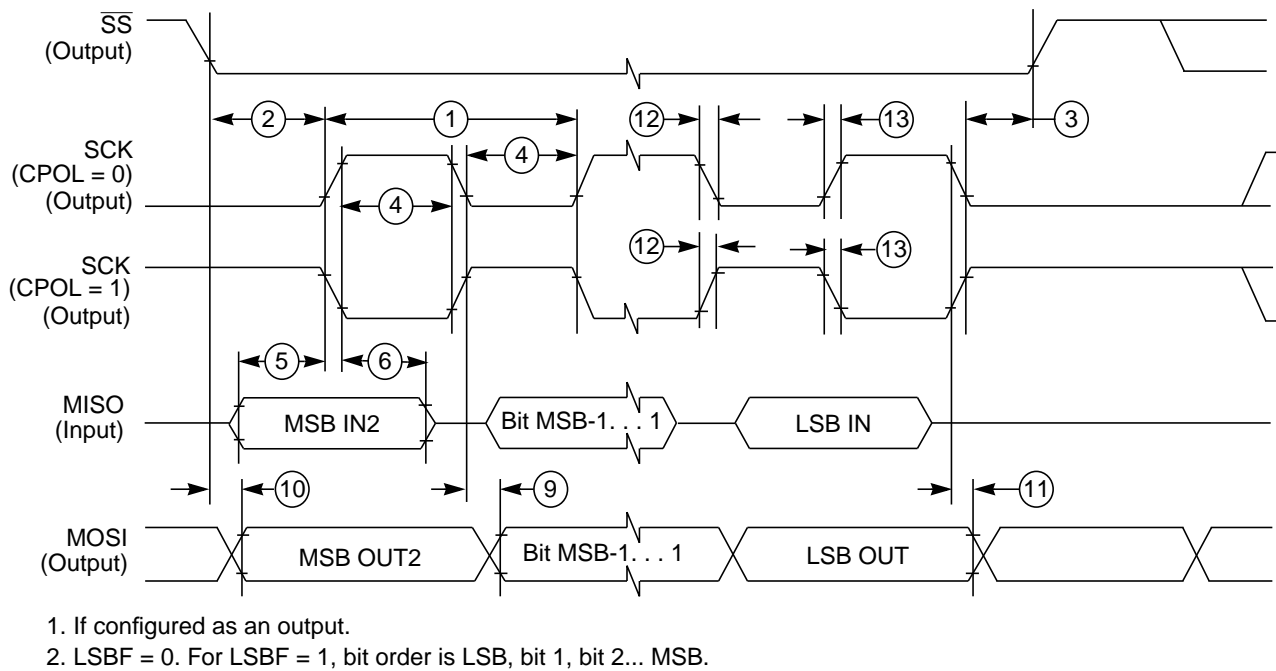 SS
(Output)
2
1
12
13
3
SCK
(CPOL = 0)
(Output)
4
4
12
13
SCK
(CPOL = 1)
(Output)
5
6
MISO
(Input)
MSB IN2
Bit MSB-1. . . 1
LSB IN
10
9
11
MOSI
(Output)
MSB OUT2
Bit MSB-1. . . 1
LSB OUT
1. If configured as an output.
2. LSBF = 0. For LSBF = 1, bit order is LSB, bit 1, bit 2... MSB.